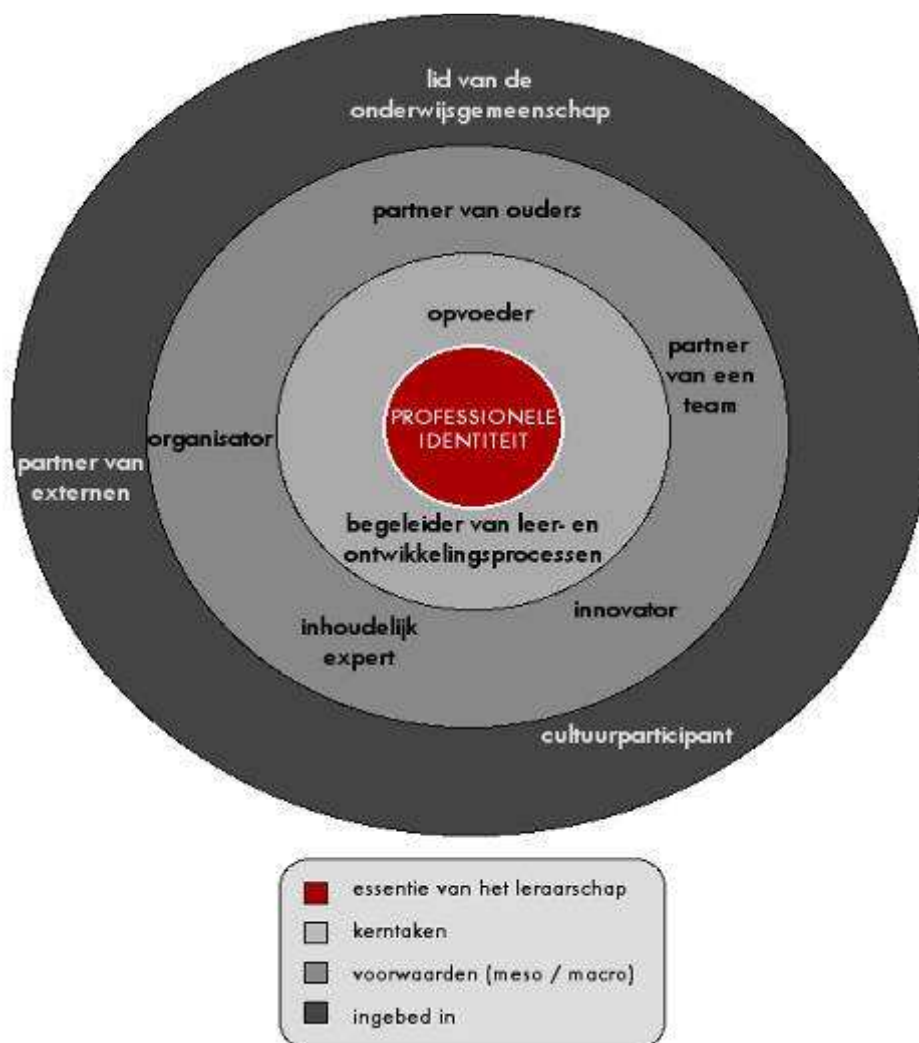 lid van de
onderwijsgemeenschap
partner van ouders
opvoeder
partner
van een
team
PROFESSIONELE
IDENTITEIT
organisator
partner van
externen
begeleider van leer- en
ontwikkelingsprocessen
innovator
inhoudelijk
expert
cultuurparticipant
essentie van het leraarschap
kerntaken
voorwaarden (meso / macro)
ingebed in